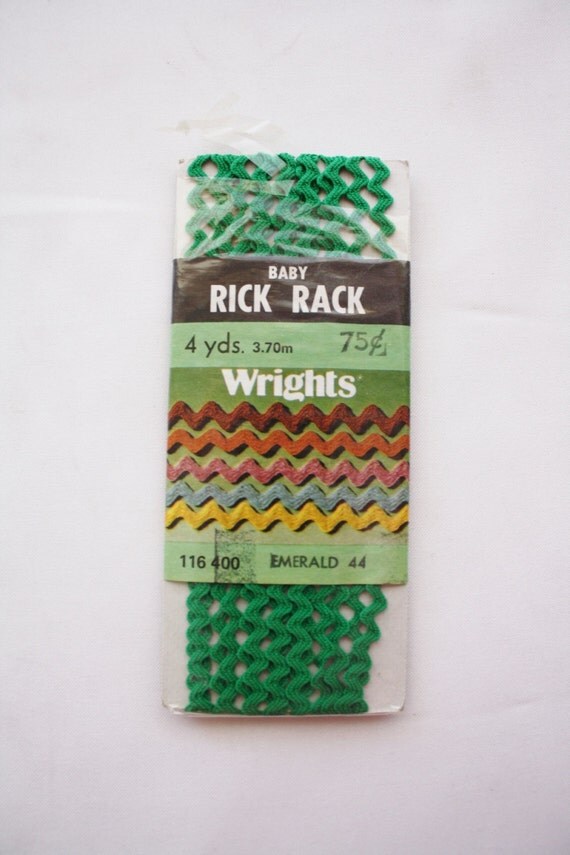 BABY
RICK RACK
4 yds. 3.70m 75¢
Wrights
116 400 EMERALD 44